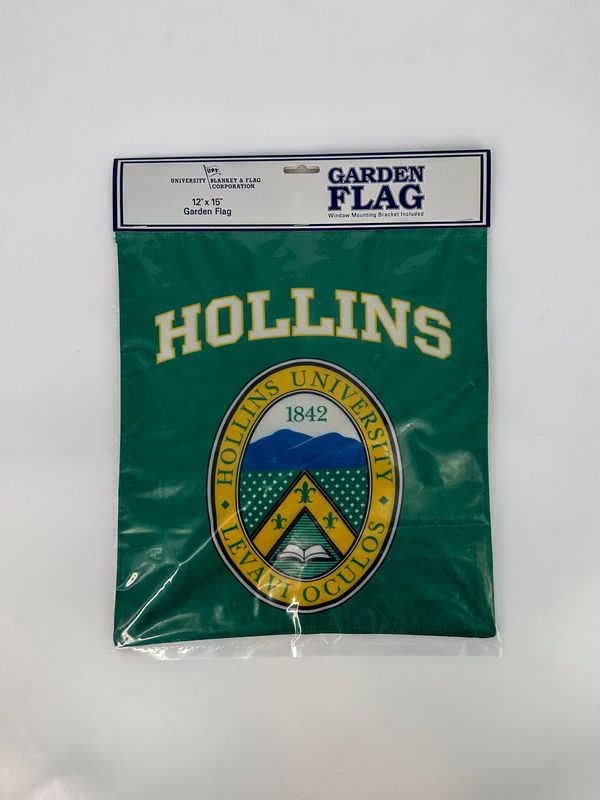 UPI
UNIVERSITY BLANKET & FLAG
CORPORATION
12" x 15"
Garden Flag
GARDEN
FLAG
Window Mounting Bracket Included
HOLLINS
HOLLINS UNIVERSITY
1842
LEVAVI OCULOS